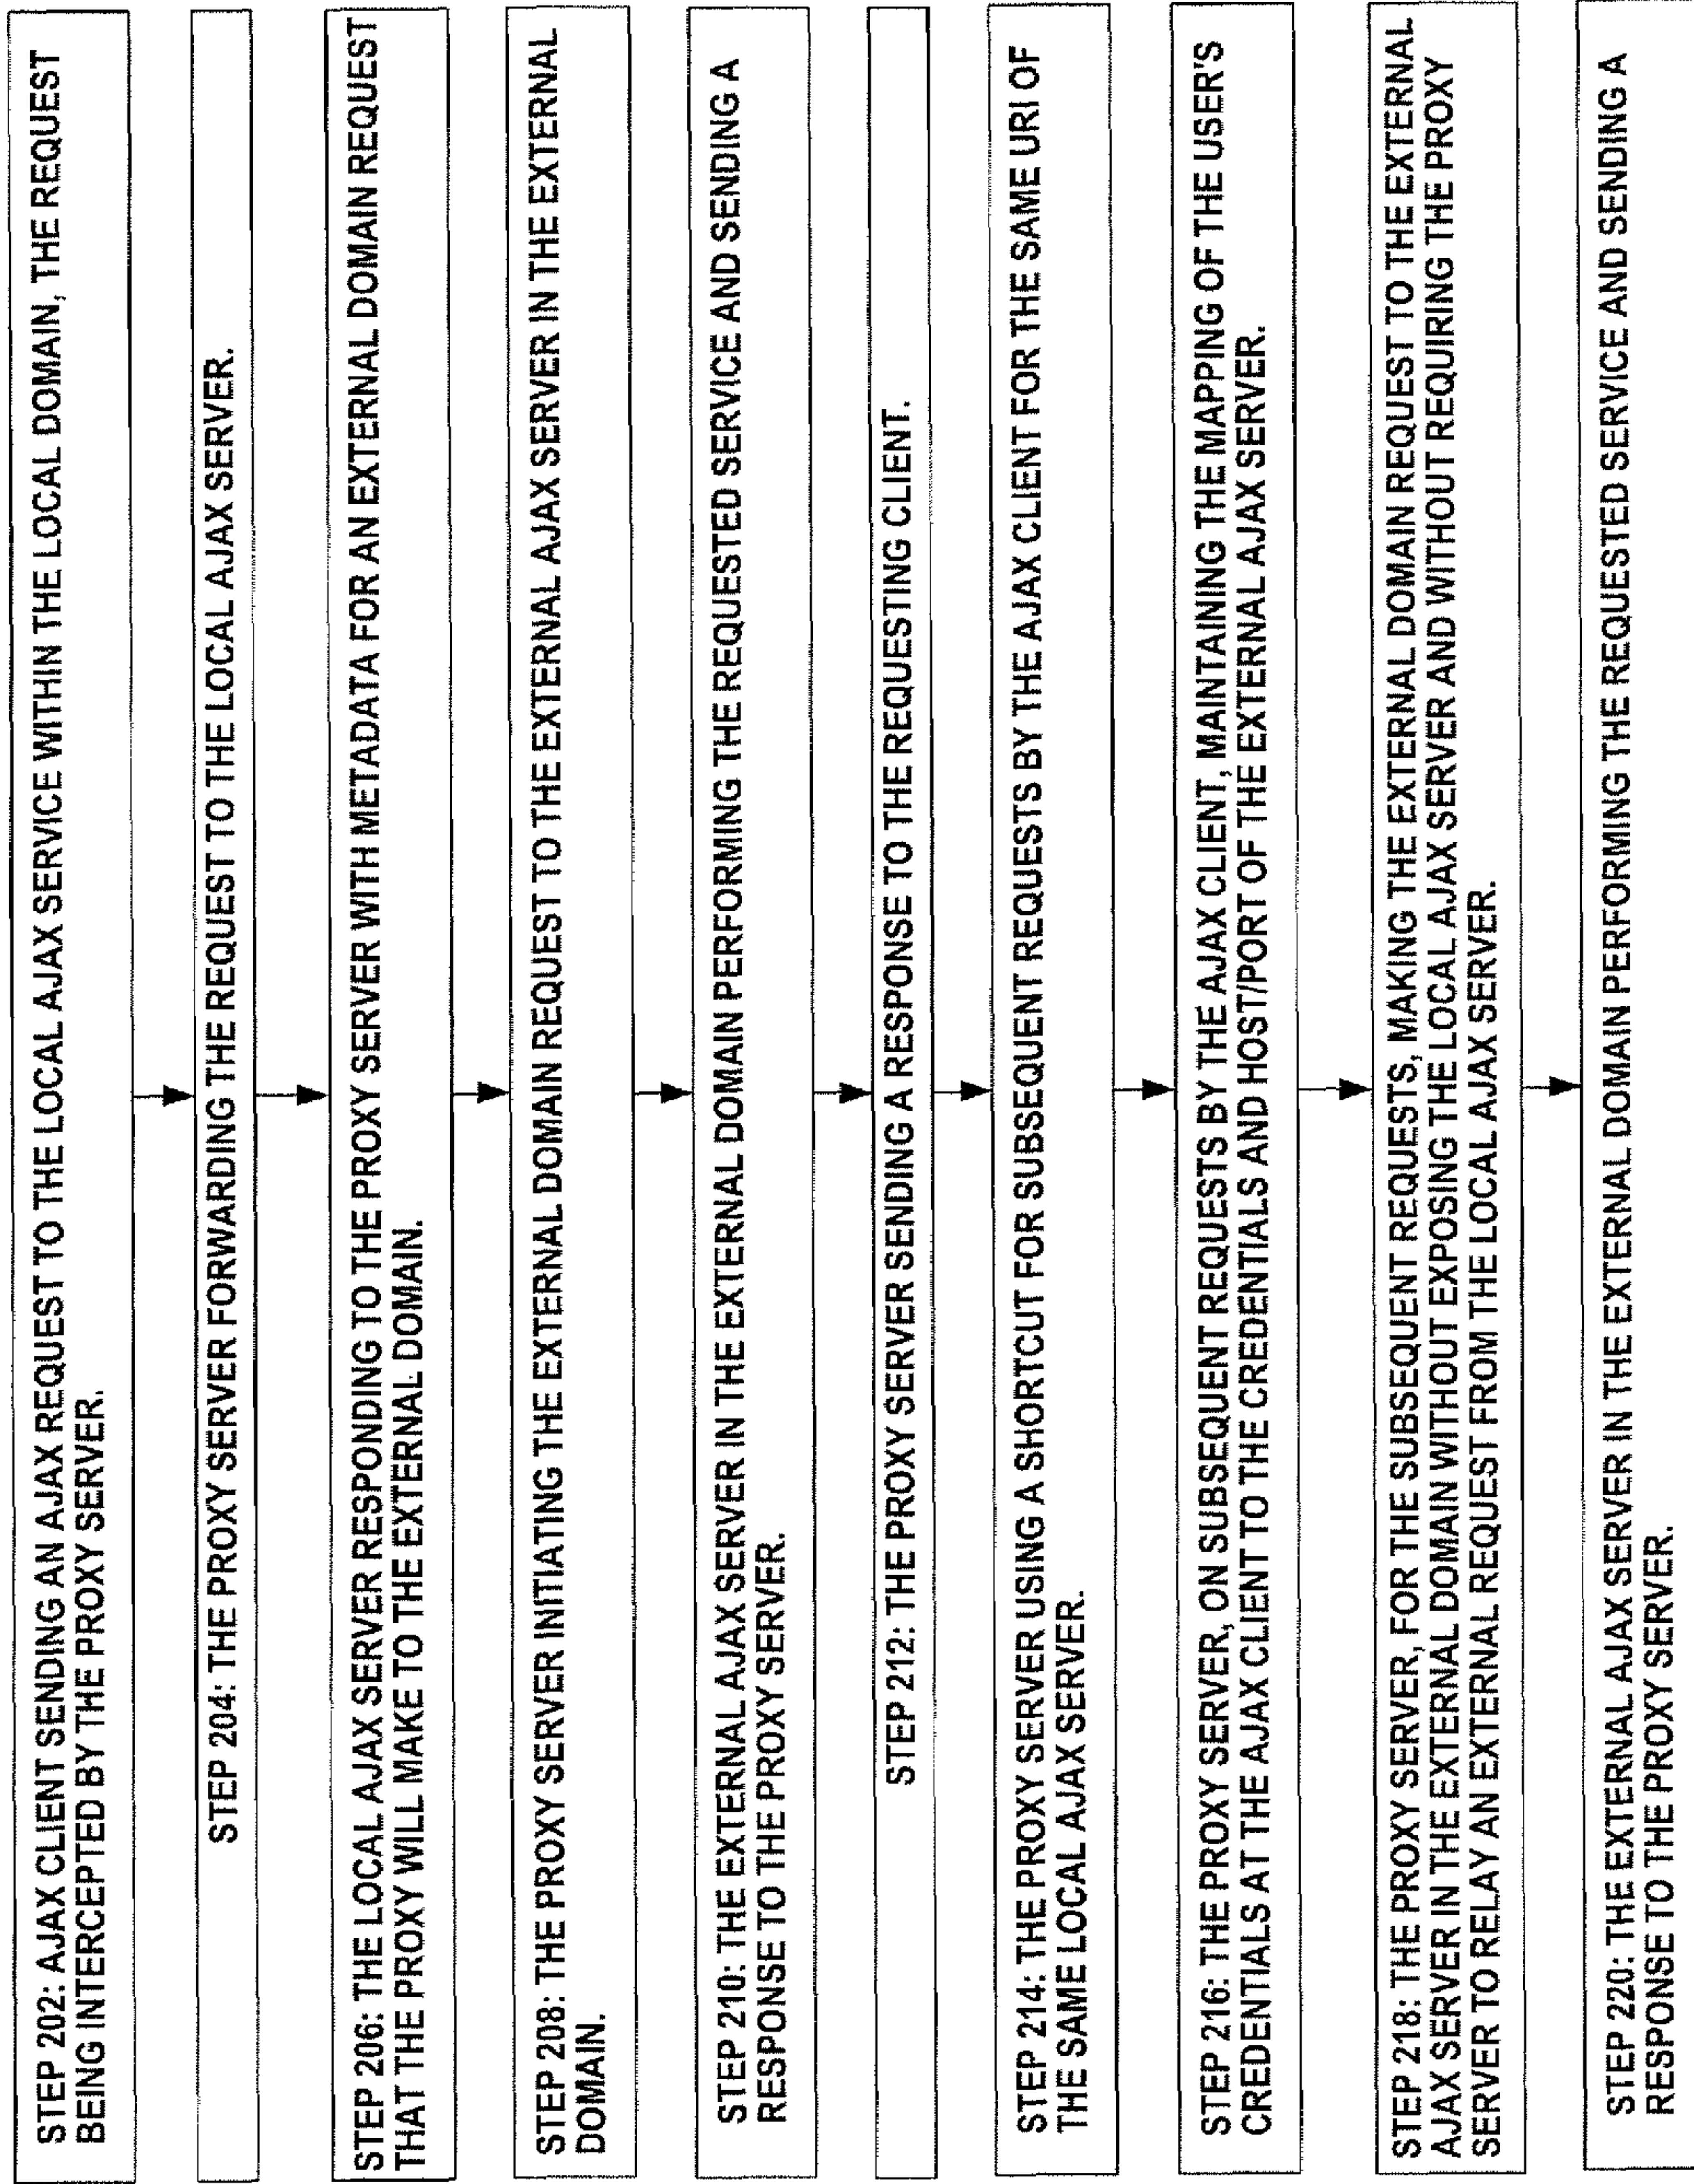 STEP 202: AJAX CLIENT SENDING AN AJAX REQUEST TO THE LOCAL AJAX SERVICE WITHIN THE LOCAL DOMAIN, THE REQUEST
BEING INTERCEPTED BY THE PROXY SERVER.
STEP 204: THE PROXY SERVER FORWARDING THE REQUEST TO THE LOCAL AJAX SERVER.
STEP 206: THE LOCAL AJAX SERVER RESPONDING TO THE PROXY SERVER WITH METADATA FOR AN EXTERNAL DOMAIN REQUEST
THAT THE PROXY WILL MAKE TO THE EXTERNAL DOMAIN.
STEP 208: THE PROXY SERVER INITIATING THE EXTERNAL DOMAIN REQUEST TO THE EXTERNAL AJAX SERVER IN THE EXTERNAL
DOMAIN.
STEP 210: THE EXTERNAL AJAX SERVER IN THE EXTERNAL DOMAIN PERFORMING THE REQUESTED SERVICE AND SENDING A
RESPONSE TO THE PROXY SERVER.
STEP 212: THE PROXY SERVER SENDING A RESPONSE TO THE REQUESTING CLIENT.
STEP 214: THE PROXY SERVER USING A SHORTCUT FOR SUBSEQUENT REQUESTS BY THE AJAX CLIENT FOR THE SAME URI OF
THE SAME LOCAL AJAX SERVER.
STEP 216: THE PROXY SERVER, ON SUBSEQUENT REQUESTS BY THE AJAX CLIENT, MAINTAINING THE MAPPING OF THE USER'S
CREDENTIALS AT THE AJAX CLIENT TO THE CREDENTIALS AND HOST/PORT OF THE EXTERNAL AJAX SERVER.
STEP 218: THE PROXY SERVER, FOR THE SUBSEQUENT REQUESTS, MAKING THE EXTERNAL DOMAIN REQUEST TO THE EXTERNAL
AJAX SERVER IN THE EXTERNAL DOMAIN WITHOUT EXPOSING THE LOCAL AJAX SERVER AND WITHOUT REQUIRING THE PROXY
SERVER TO RELAY AN EXTERNAL REQUEST FROM THE LOCAL AJAX SERVER.
STEP 220: THE EXTERNAL AJAX SERVER IN THE EXTERNAL DOMAIN PERFORMING THE REQUESTED SERVICE AND SENDING A
RESPONSE TO THE PROXY SERVER.